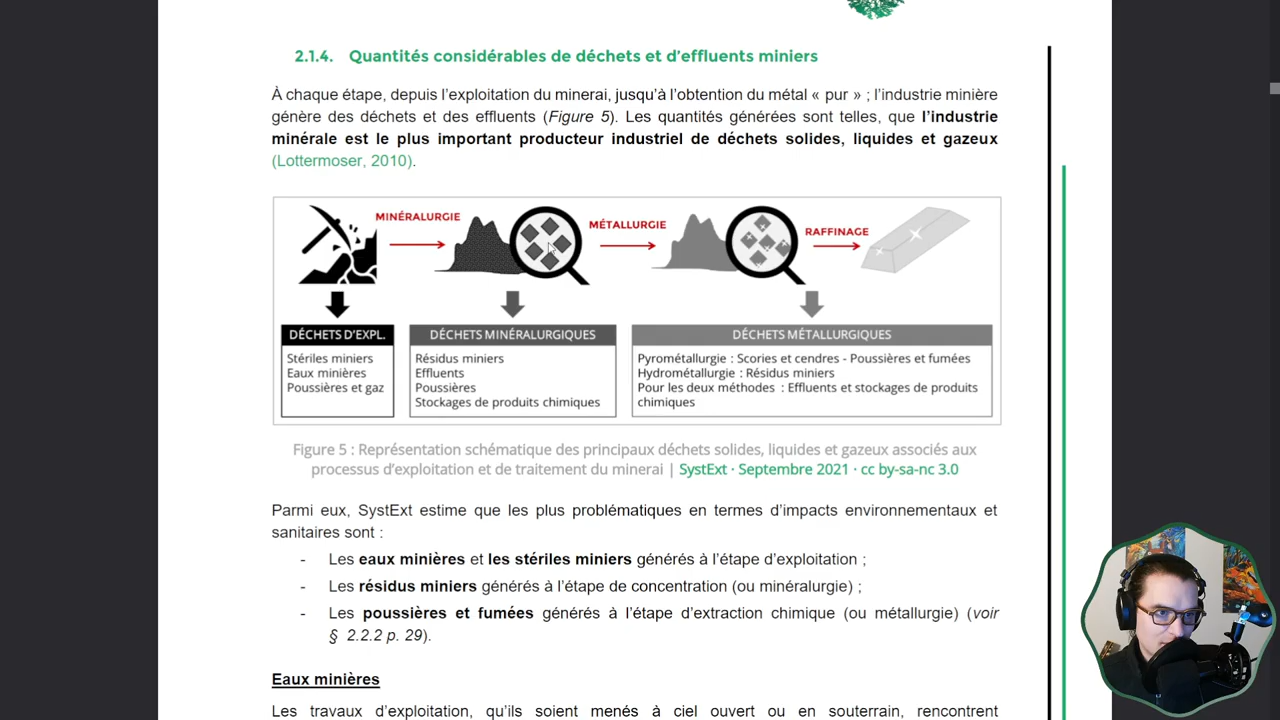 2.1.4. Quantités considérables de déchets et d’effluents miniers
À chaque étape, depuis l’exploitation du minerai, jusqu’à l’obtention du métal « pur » ; l’industrie minière
génère des déchets et des effluents (Figure 5). Les quantités générées sont telles, que l’industrie
minérale est le plus important producteur industriel de déchets solides, liquides et gazeux
(Lottermoser, 2010).
MINÉRALURGIE
MÉTALLURGIE
RAFFINAGE
DÉCHETS D’EXPL.
Stériles miniers
Eaux minières
Poussières et gaz
DÉCHETS MINÉRALURGIQUES
Résidus miniers
Effluents
Poussières
Stockages de produits chimiques
DÉCHETS MÉTALLURGIQUES
Pyrométallurgie : Scories et cendres - Poussières et fumées
Hydrométallurgie : Résidus miniers
Pour les deux méthodes : Effluents et stockages de produits
chimiques
Figure 5 : Représentation schématique des principaux déchets solides, liquides et gazeux associés aux
processus d’exploitation et de traitement du minerai | SystExt · Septembre 2021 · cc by-sa-nc 3.0
Parmi eux, SystExt estime que les plus problématiques en termes d’impacts environnementaux et
sanitaires sont :
- Les eaux minières et les stériles miniers générés à l’étape d’exploitation ;
- Les résidus miniers générés à l’étape de concentration (ou minéralurgie) ;
- Les poussières et fumées générés à l’étape d’extraction chimique (ou métallurgie) (voir
§ 2.2.2 p. 29).
Eaux minières
Les travaux d’exploitation, qu’ils soient menés à ciel ouvert ou en souterrain, rencontrent